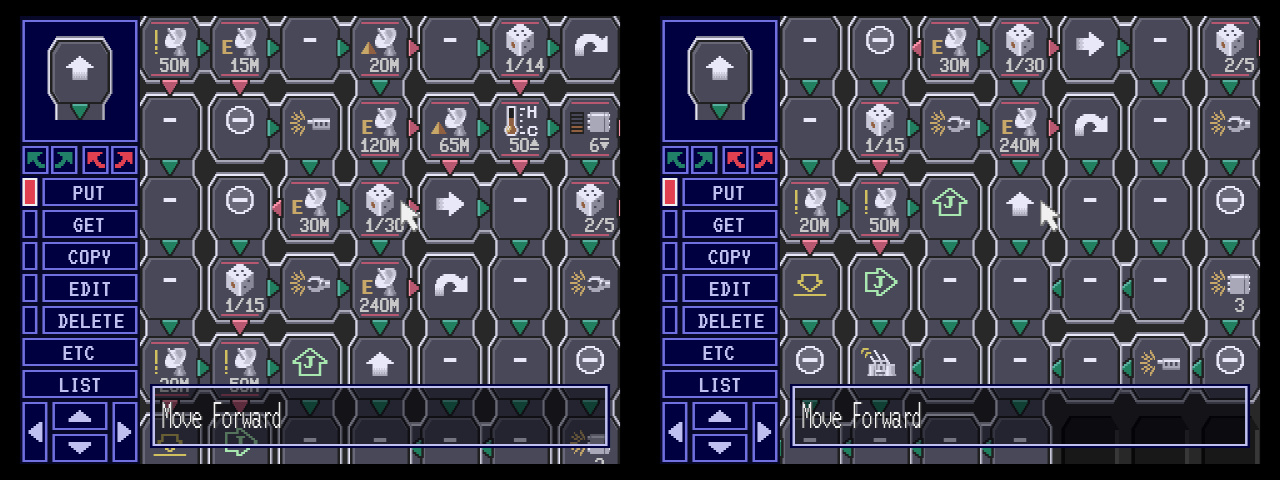 50M E 15M 20M 1/14
E 120M 65M H C 50 6
PUT
E 30M 1/30 2/5
GET
COPY
1/15 E 240M
EDIT
DELETE
ETC
J
20M 50M
LIST
Move Forward
J
E 30M 1/30 2/5
1/15 E 240M
PUT
20M 50M J
GET
COPY
J 3
EDIT
DELETE
ETC
LIST
Move Forward